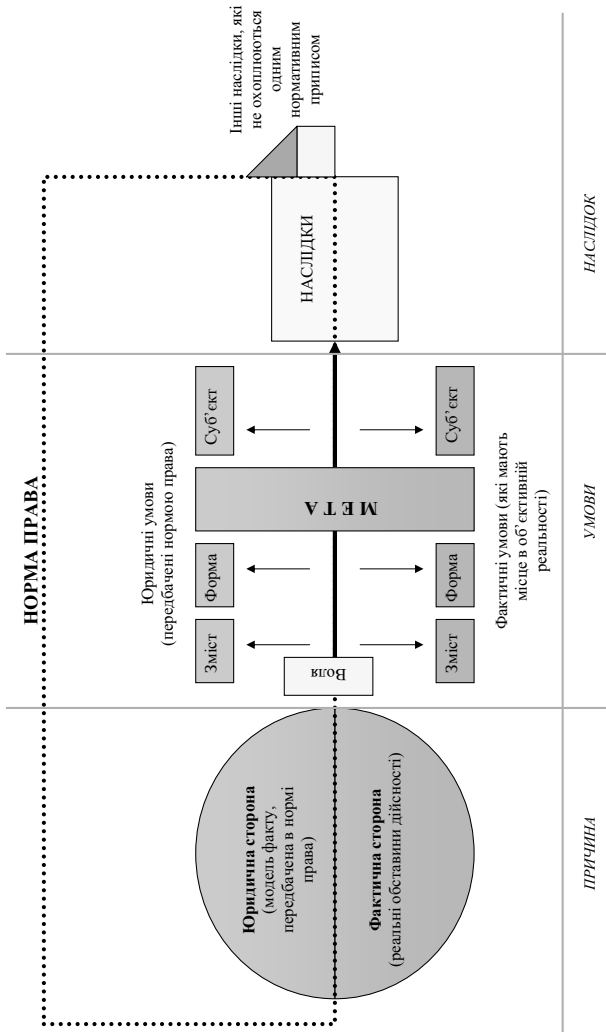 НОРМА ПРАВА
Юридична сторона
(модель факту,
передбачена в нормі
права)
Фактична сторона
(реальні обставини дійсності)
Воля
Юридичні умови
(передбачені нормою права)
Зміст
Форма
МЕТА
Суб’єкт
Зміст
Форма
Суб’єкт
Фактичні умови (які мають
місце в об’єктивній
реальності)
НАСЛІДКИ
Інші наслідки, які
не охоплюються
одним
нормативним
приписом
ПРИЧИНА
УМОВИ
НАСЛІДОК